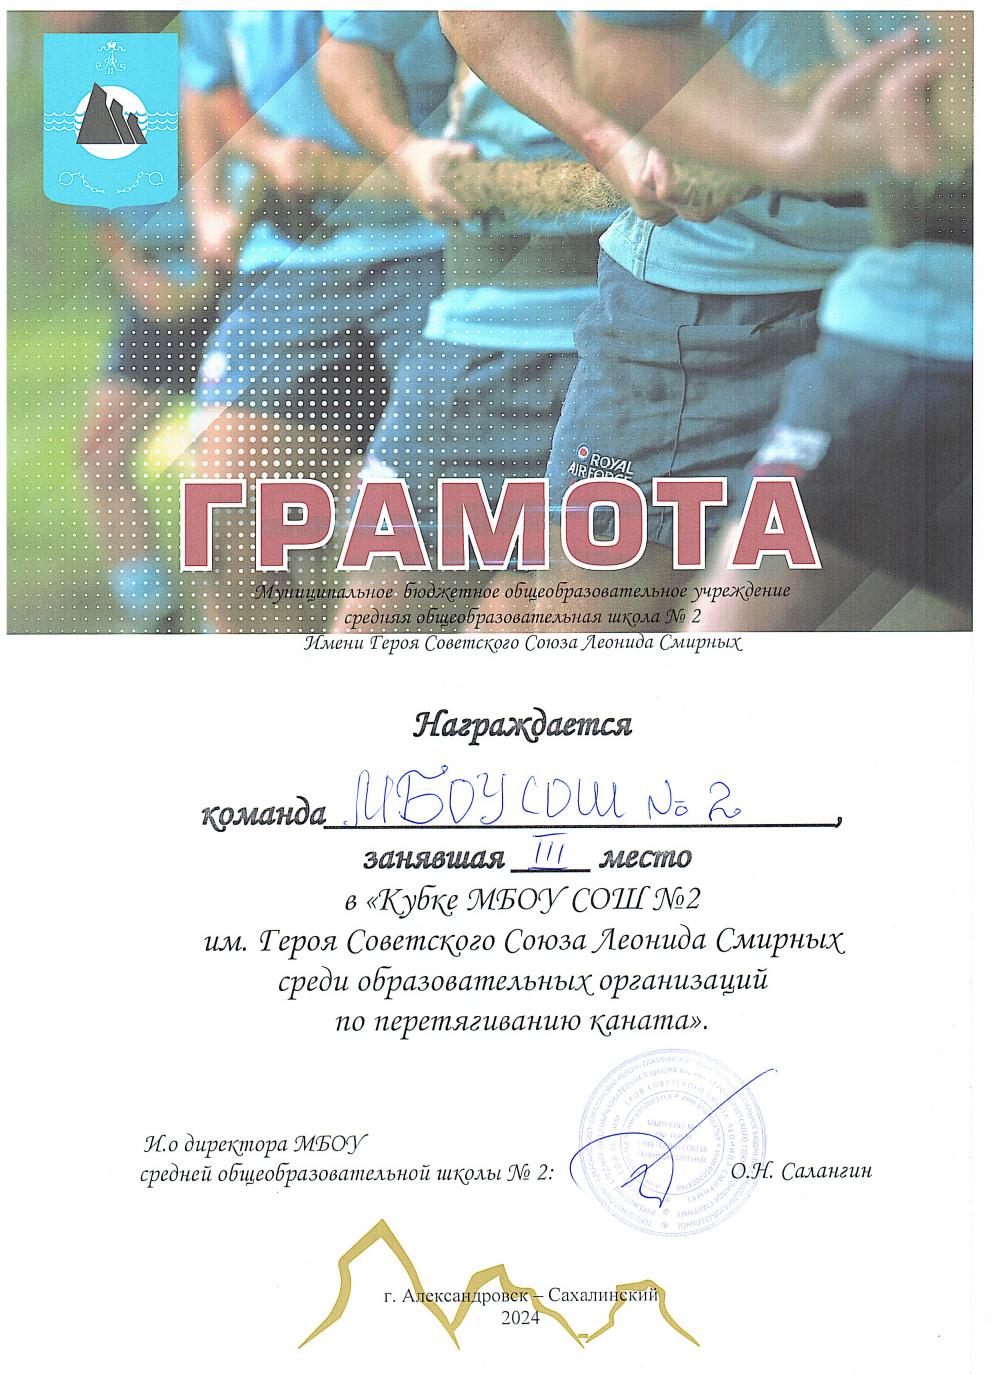 ROYAL
AIR FORCE
ГРАМОТА
Муниципальное бюджетное общеобразовательное учреждение
средняя общеобразовательная школа № 2
Имени Героя Советского Союза Леонида Смирных
Награждается
команда МБОУ СОШ № 2,
занявшая III место
в «Кубке МБОУ СОШ №2
им. Героя Советского Союза Леонида Смирных
среди образовательных организаций
по перетягиванию каната».
И.о директора МБОУ
средней общеобразовательной школы № 2:
О.Н. Салангин
г. Александровск – Сахалинский
2024